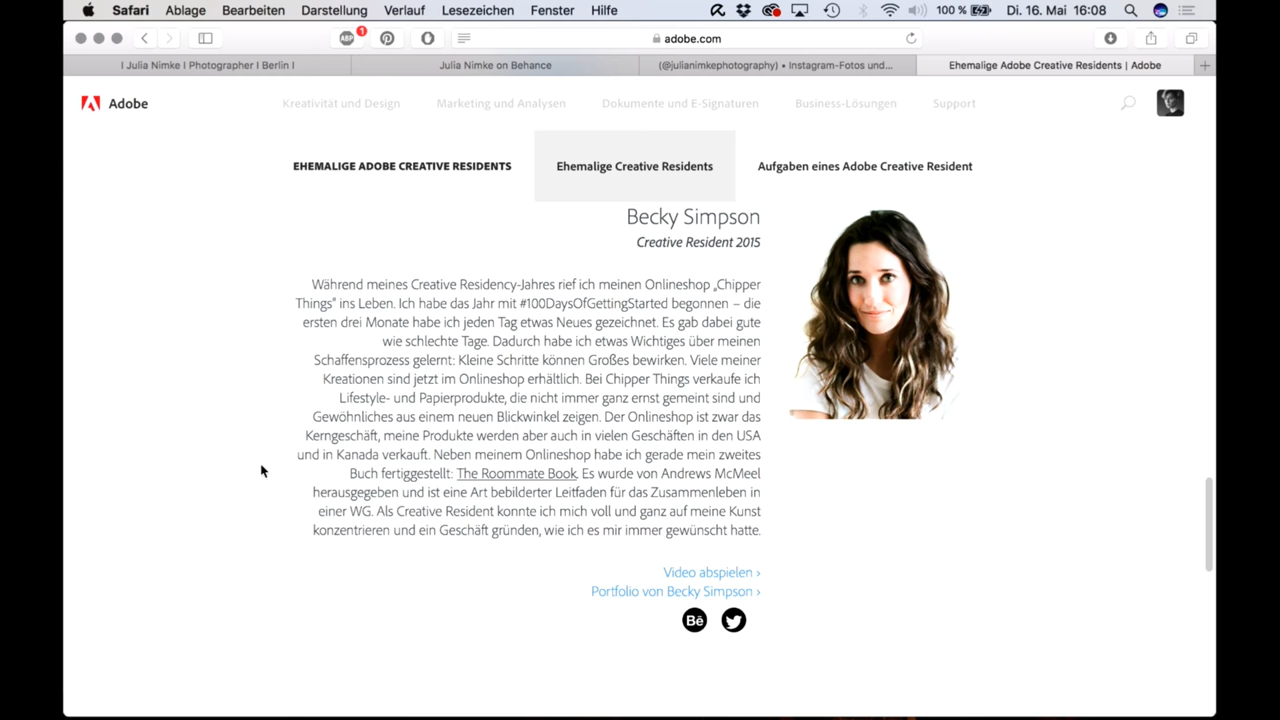 Safari Ablage Bearbeiten Darstellung Verlauf Lesezeichen Fenster Hilfe 100 % Di. 16. Mai 16:08
ABP 1 adobe.com
I Julia Nimke I Photographer I Berlin I Julia Nimke on Behance (@julianimkephotography) • Instagram-Fotos und... Ehemalige Adobe Creative Residents | Adobe
Adobe Kreativität und Design Marketing und Analysen Dokumente und E-Signaturen Business-Lösungen Support
EHEMALIGE ADOBE CREATIVE RESIDENTS Ehemalige Creative Residents Aufgaben eines Adobe Creative Resident
Becky Simpson
Creative Resident 2015
Während meines Creative Residency-Jahres rief ich meinen Onlineshop „Chipper
Things“ ins Leben. Ich habe das Jahr mit #100DaysOfGettingStarted begonnen – die
ersten drei Monate habe ich jeden Tag etwas Neues gezeichnet. Es gab dabei gute
wie schlechte Tage. Dadurch habe ich etwas Wichtiges über meinen
Schaffensprozess gelernt: Kleine Schritte können Großes bewirken. Viele meiner
Kreationen sind jetzt im Onlineshop erhältlich. Bei Chipper Things verkaufe ich
Lifestyle- und Papierprodukte, die nicht immer ganz ernst gemeint sind und
Gewöhnliches aus einem neuen Blickwinkel zeigen. Der Onlineshop ist zwar das
Kerngeschäft, meine Produkte werden aber auch in vielen Geschäften in den USA
und in Kanada verkauft. Neben meinem Onlineshop habe ich gerade mein zweites
Buch fertiggestellt: The Roommate Book. Es wurde von Andrews McMeel
herausgegeben und ist eine Art bebilderter Leitfaden für das Zusammenleben in
einer WG. Als Creative Resident konnte ich mich voll und ganz auf meine Kunst
konzentrieren und ein Geschäft gründen, wie ich es mir immer gewünscht hatte.
Video abspielen ›
Portfolio von Becky Simpson ›
Bē